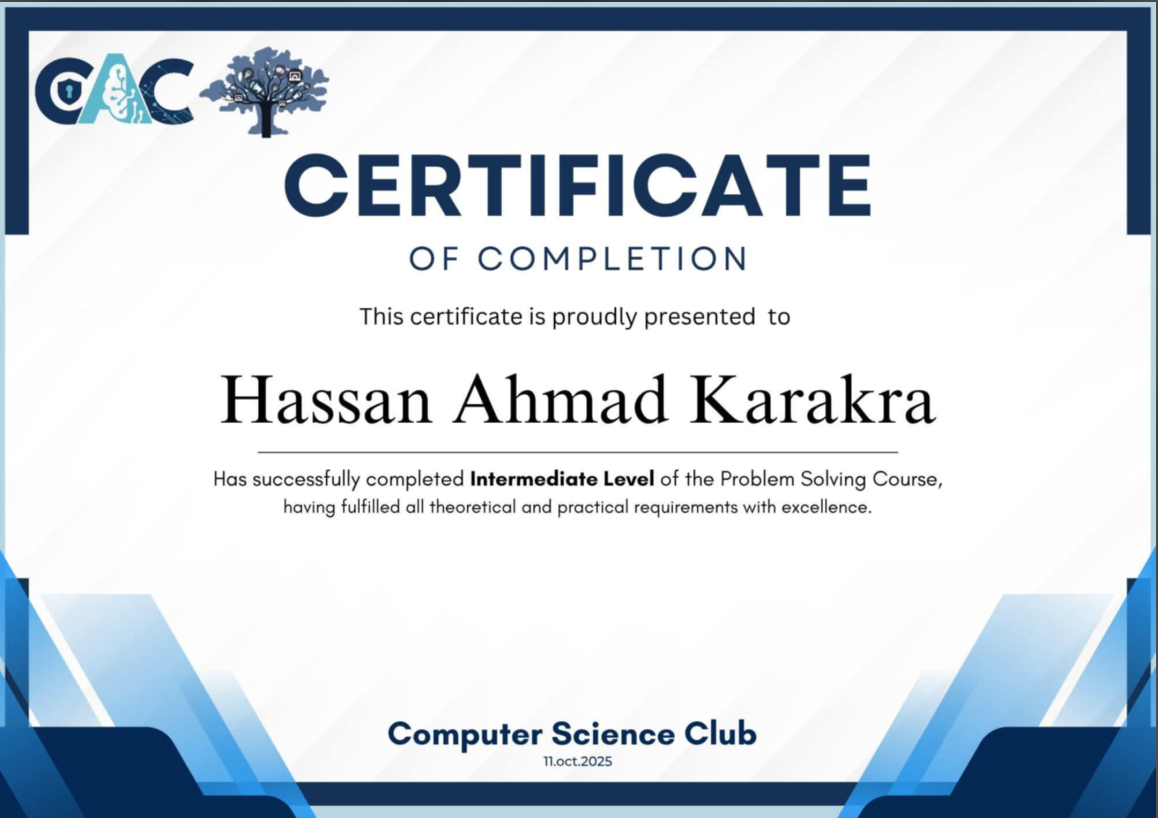 CAC
CERTIFICATE
OF COMPLETION
This certificate is proudly presented to
Hassan Ahmad Karakra
Has successfully completed Intermediate Level of the Problem Solving Course,
having fulfilled all theoretical and practical requirements with excellence.
Computer Science Club
11.oct.2025